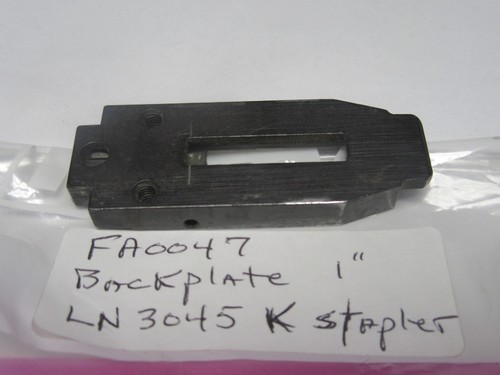 FA0047
Backplate 1"
LN 3045 K stapler